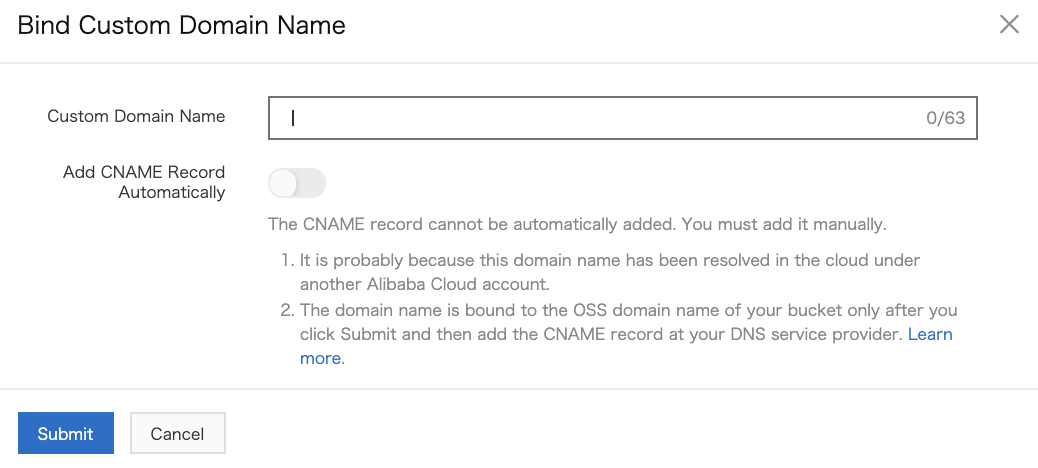 Bind Custom Domain Name
Custom Domain Name
0/63
Add CNAME Record
Automatically
The CNAME record cannot be automatically added. You must add it manually.
1. It is probably because this domain name has been resolved in the cloud under
another Alibaba Cloud account.
2. The domain name is bound to the OSS domain name of your bucket only after you
click Submit and then add the CNAME record at your DNS service provider. Learn
more.
Submit
Cancel